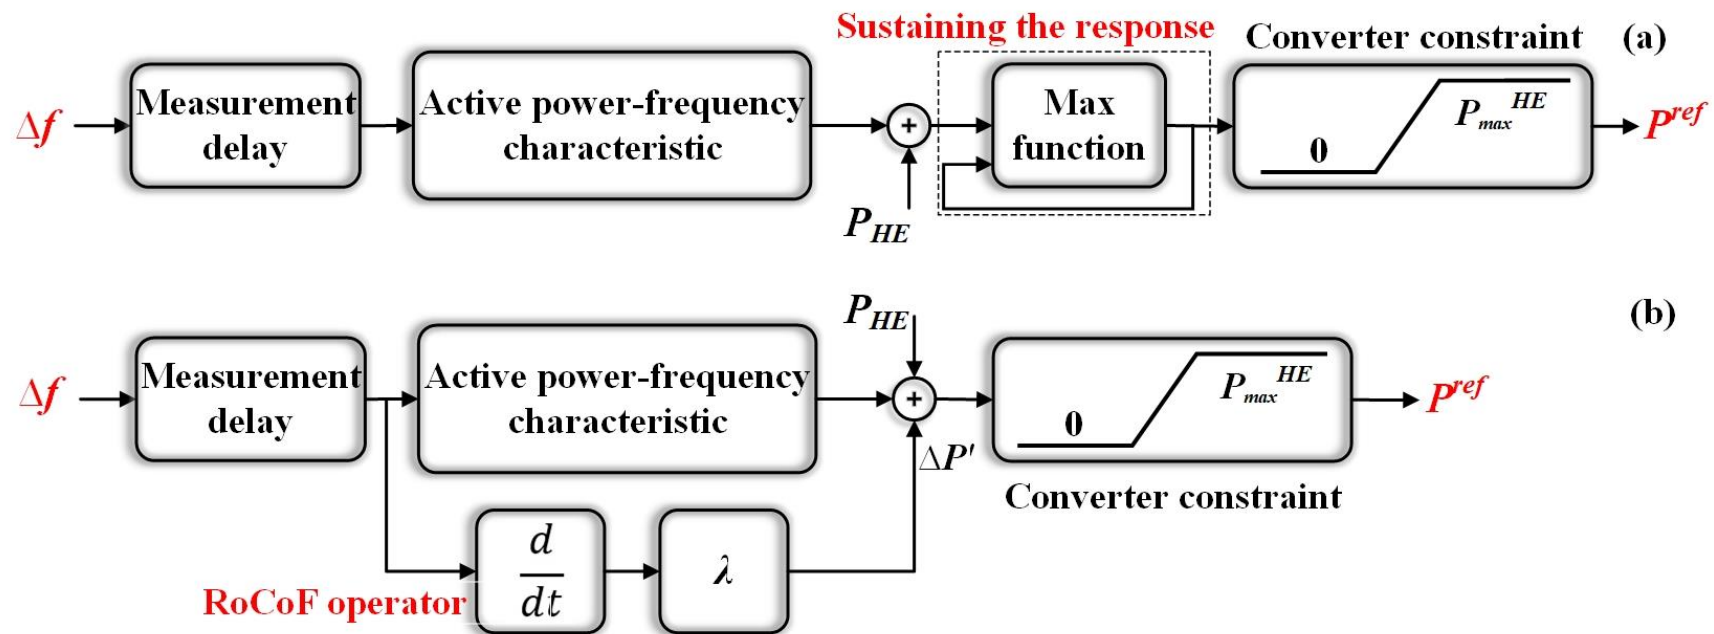 Sustaining the response
Converter constraint (a)
Δf
Measurement
delay
Active power-frequency
characteristic
+
P_HE
Max
function
0
P_max^HE
P^ref
(b)
Δf
Measurement
delay
Active power-frequency
characteristic
P_HE
+
ΔP'
0
P_max^HE
P^ref
Converter constraint
RoCoF operator
d
dt
λ